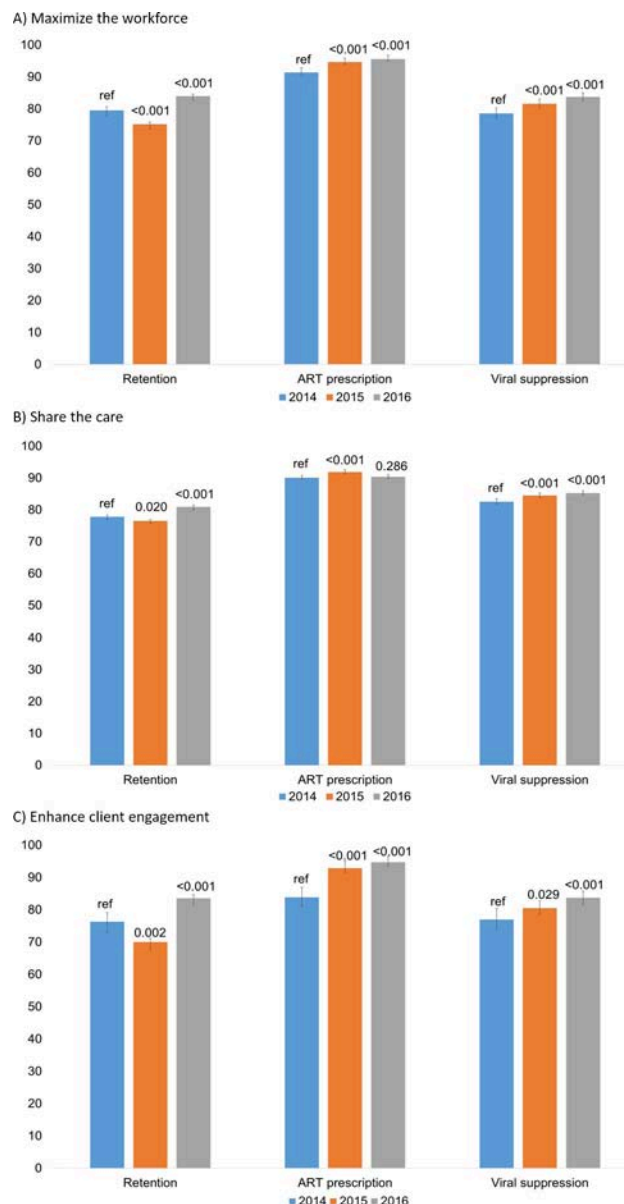 A) Maximize the workforce
100
90
80
70
60
50
40
30
20
10
0
ref
<0.001
<0.001
ref
<0.001
<0.001
ref
<0.001
<0.001
Retention
ART prescription
Viral suppression
2014 2015 2016
B) Share the care
100
90
80
70
60
50
40
30
20
10
0
ref
0.020
<0.001
ref
<0.001
0.286
ref
<0.001
<0.001
Retention
ART prescription
Viral suppression
2014 2015 2016
C) Enhance client engagement
100
90
80
70
60
50
40
30
20
10
0
ref
0.002
<0.001
ref
<0.001
<0.001
ref
0.029
<0.001
Retention
ART prescription
Viral suppression
2014 2015 2016